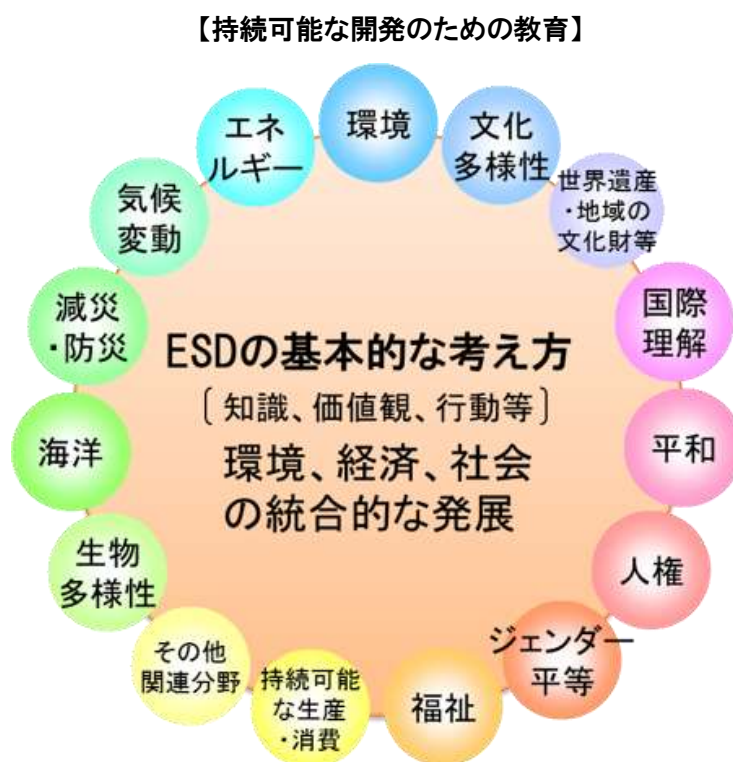 【持続可能な開発のための教育】
環境
文化
多様性
世界遺産
・地域の
文化財等
国際
理解
平和
人権
ジェンダー
平等
福祉
持続可能
な生産
・消費
その他
関連分野
生物
多様性
海洋
減災
・防災
気候
変動
エネ
ルギー
ESDの基本的な考え方
〔知識、価値観、行動等〕
環境、経済、社会
の統合的な発展